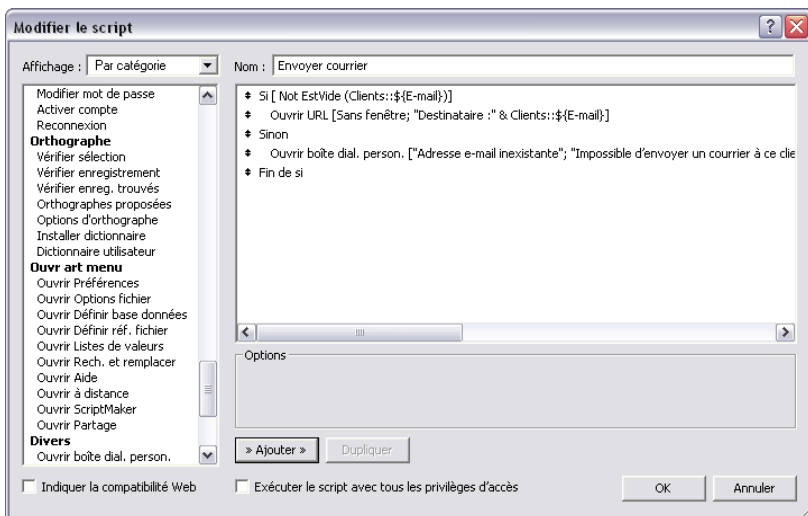 Modifier le script
Affichage : Par catégorie
Nom : Envoyer courrier
Modifier mot de passe
Activer compte
Reconnexion
Orthographe
Vérifier sélection
Vérifier enregistrement
Vérifier enreg. trouvés
Orthographes proposées
Options d'orthographe
Installer dictionnaire
Dictionnaire utilisateur
Ouvr art menu
Ouvrir Préférences
Ouvrir Options fichier
Ouvrir Définir base données
Ouvrir Définir réf. fichier
Ouvrir Listes de valeurs
Ouvrir Rech. et remplacer
Ouvrir Aide
Ouvrir à distance
Ouvrir ScriptMaker
Ouvrir Partage
Divers
Ouvrir boîte dial. person.
Si [ Not EstVide (Clients::${E-mail})]
Ouvrir URL [Sans fenêtre; "Destinataire :" & Clients::${E-mail}]
Sinon
Ouvrir boîte dial. person. ["Adresse e-mail inexistante"; "Impossible d'envoyer un courrier à ce clie
Fin de si
Options
» Ajouter »
Dupliquer
Indiquer la compatibilité Web
Exécuter le script avec tous les privilèges d'accès
OK
Annuler